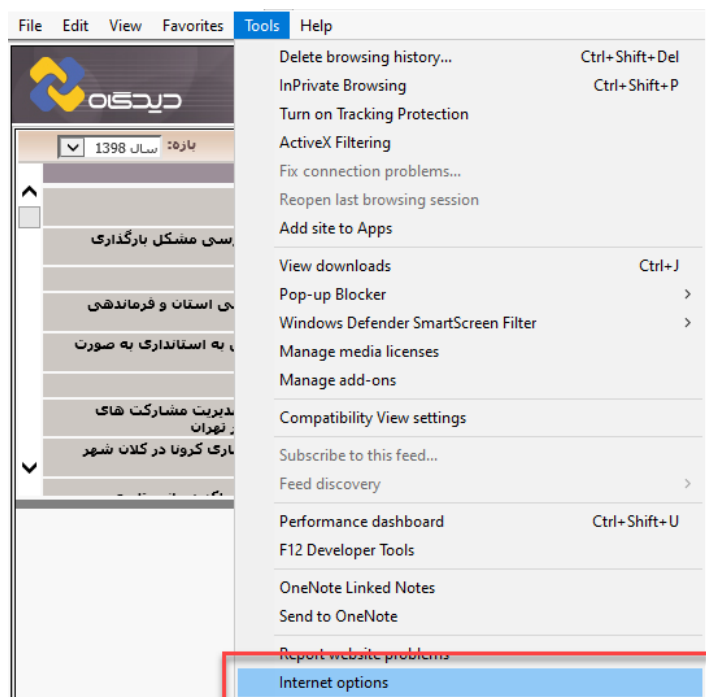 File Edit View Favorites Tools Help
دیدگاه
بازه: سال 1398
رسی مشکل بارگذاری
ی استان و فرماندهی
به استانداری به صورت
مدیریت مشارکت های
تهران
اری کرونا در کلان شهر
Delete browsing history... Ctrl+Shift+Del
InPrivate Browsing Ctrl+Shift+P
Turn on Tracking Protection
ActiveX Filtering
Fix connection problems...
Reopen last browsing session
Add site to Apps
View downloads Ctrl+J
Pop-up Blocker
Windows Defender SmartScreen Filter
Manage media licenses
Manage add-ons
Compatibility View settings
Subscribe to this feed...
Feed discovery
Performance dashboard Ctrl+Shift+U
F12 Developer Tools
OneNote Linked Notes
Send to OneNote
Report website problems
Internet options